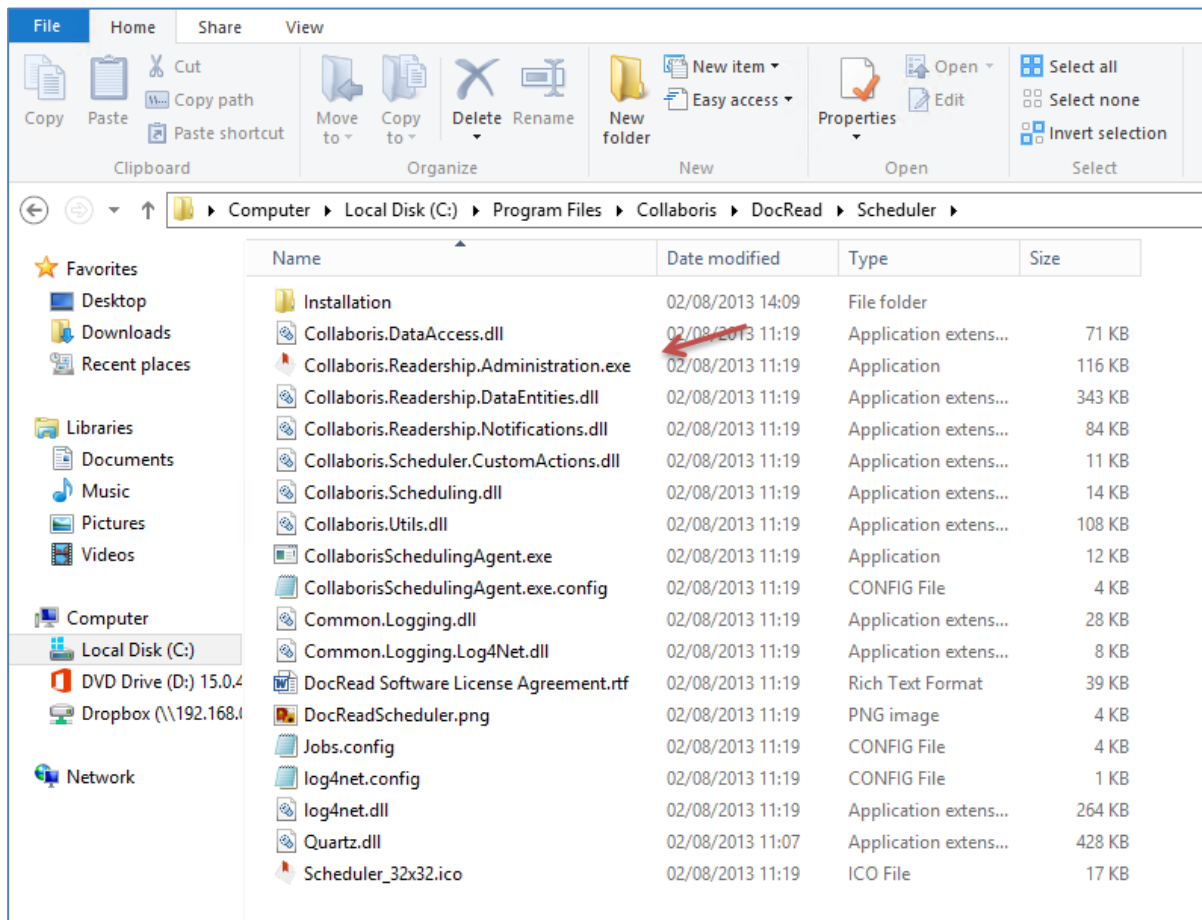 File Home Share View
Cut
Copy path
Paste shortcut
Copy Paste
Clipboard
Move to Copy to Delete Rename
Organize
New folder
New item
Easy access
New
Properties
Open
Edit
Open
Select all
Select none
Invert selection
Select
Computer Local Disk (C:) Program Files Collaboris DocRead Scheduler
Favorites
Desktop
Downloads
Recent places
Libraries
Documents
Music
Pictures
Videos
Computer
Local Disk (C:)
DVD Drive (D:) 15.0.4
Dropbox (\\192.168.0
Network
Name Date modified Type Size
Installation 02/08/2013 14:09 File folder
Collaboris.DataAccess.dll 02/08/2013 11:19 Application extens... 71 KB
Collaboris.Readership.Administration.exe 02/08/2013 11:19 Application 116 KB
Collaboris.Readership.DataEntities.dll 02/08/2013 11:19 Application extens... 343 KB
Collaboris.Readership.Notifications.dll 02/08/2013 11:19 Application extens... 84 KB
Collaboris.Scheduler.CustomActions.dll 02/08/2013 11:19 Application extens... 11 KB
Collaboris.Scheduling.dll 02/08/2013 11:19 Application extens... 14 KB
Collaboris.Utils.dll 02/08/2013 11:19 Application extens... 108 KB
CollaborisSchedulingAgent.exe 02/08/2013 11:19 Application 12 KB
CollaborisSchedulingAgent.exe.config 02/08/2013 11:19 CONFIG File 4 KB
Common.Logging.dll 02/08/2013 11:19 Application extens... 28 KB
Common.Logging.Log4Net.dll 02/08/2013 11:19 Application extens... 8 KB
DocRead Software License Agreement.rtf 02/08/2013 11:19 Rich Text Format 39 KB
DocReadScheduler.png 02/08/2013 11:19 PNG image 4 KB
Jobs.config 02/08/2013 11:19 CONFIG File 4 KB
log4net.config 02/08/2013 11:19 CONFIG File 1 KB
log4net.dll 02/08/2013 11:19 Application extens... 264 KB
Quartz.dll 02/08/2013 11:07 Application extens... 428 KB
Scheduler_32x32.ico 02/08/2013 11:19 ICO File 17 KB